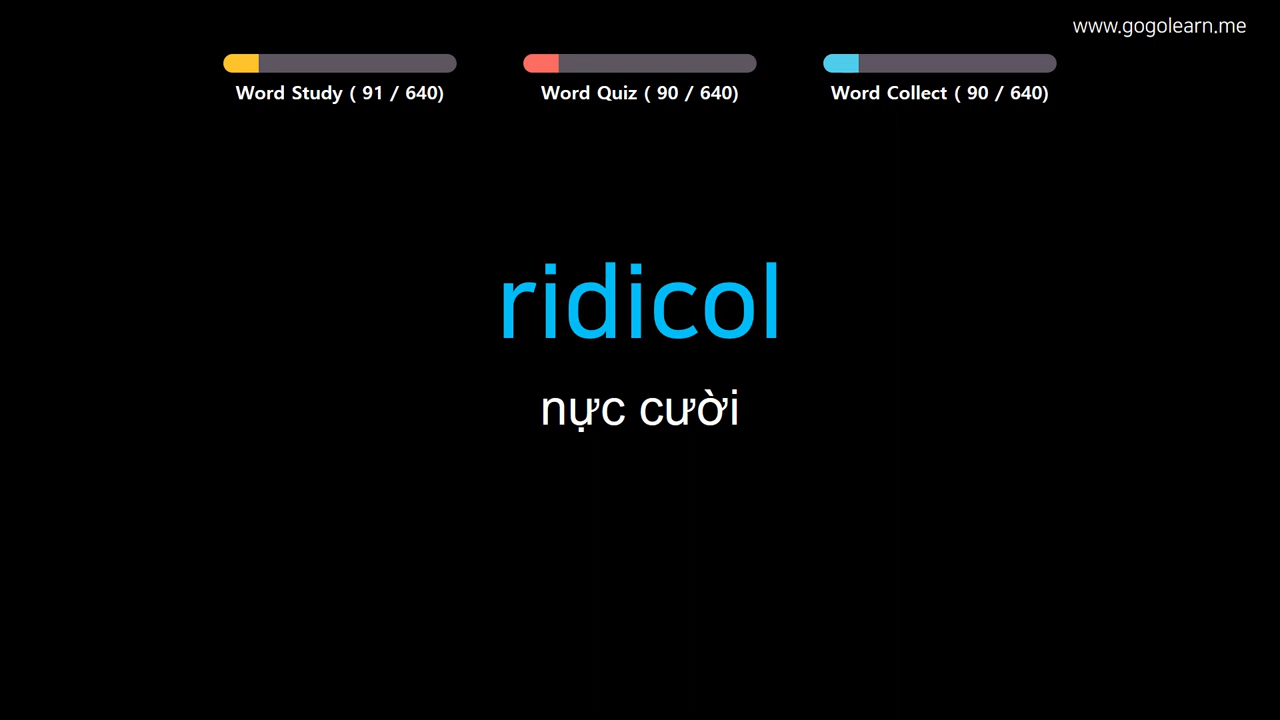 www.gogolearn.me
Word Study ( 91 / 640)
Word Quiz ( 90 / 640)
Word Collect ( 90 / 640)
ridicol
nực cười